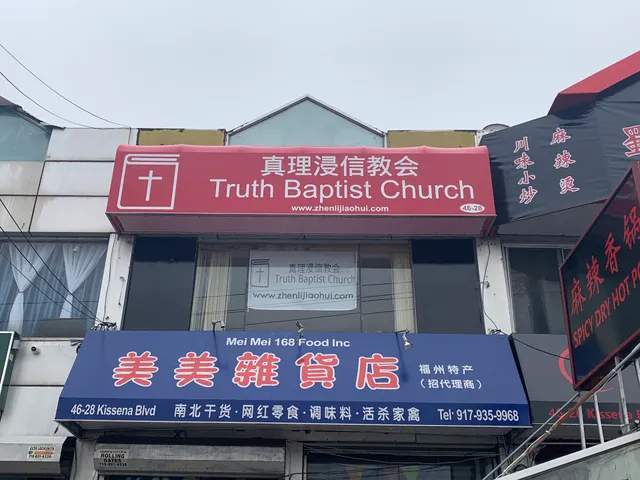 真理浸信教会
Truth Baptist Church
www.zhenlijiaohui.com
46-28
真理浸信教会
Truth Baptist Church
www.zhenlijiaohui.com
Mei Mei 168 Food Inc
美美雜貨店
福州特产
（招代理商）
46-28 Kissena Blvd
南北干货·网红零食·调味料·活杀家禽
Tel: 917-935-9968
麻辣烫
川味小炒
蜀
麻辣香锅
SPICY DRY HOT
Kissena
ROLLING
GATES